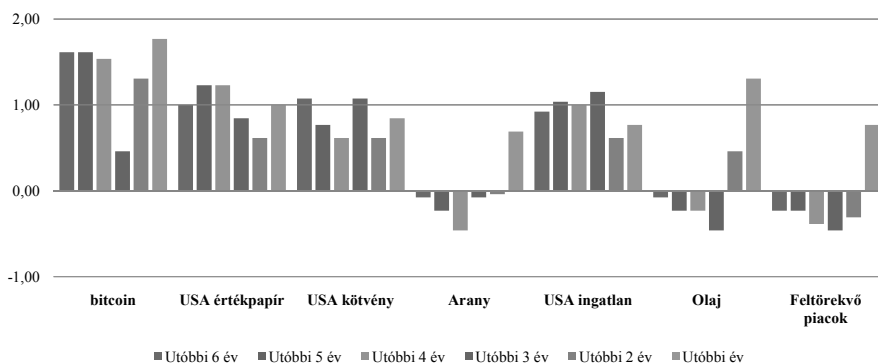 2,00
1,00
0,00
-1,00
bitcoin USA értékpapír USA kötvény Arany USA ingatlan Olaj Feltörekvő
piacok
Utóbbi 6 év Utóbbi 5 év Utóbbi 4 év Utóbbi 3 év Utóbbi 2 év Utóbbi év